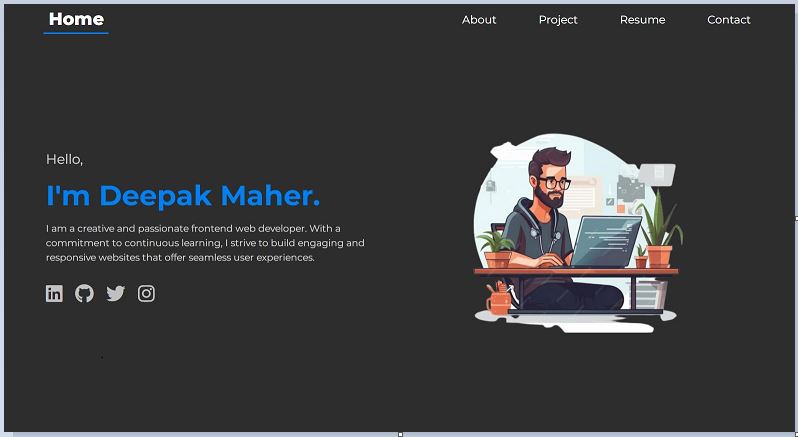 Home
About
Project
Resume
Contact
Hello,
I'm Deepak Maher.
I am a creative and passionate frontend web developer. With a
commitment to continuous learning, I strive to build engaging and
responsive websites that offer seamless user experiences.
in